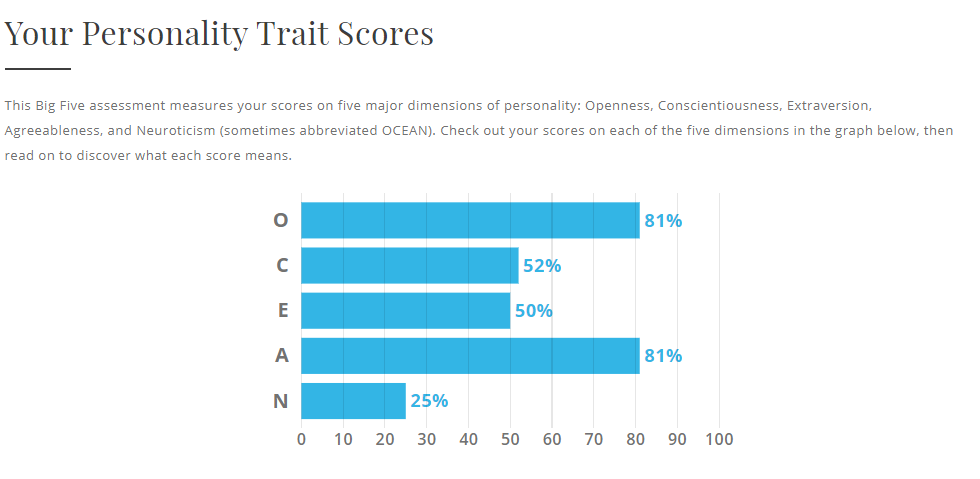 Your Personality Trait Scores
This Big Five assessment measures your scores on five major dimensions of personality: Openness, Conscientiousness, Extraversion,
Agreeableness, and Neuroticism (sometimes abbreviated OCEAN). Check out your scores on each of the five dimensions in the graph below, then
read on to discover what each score means.
O 81%
C 52%
E 50%
A 81%
N 25%
0 10 20 30 40 50 60 70 80 90 100